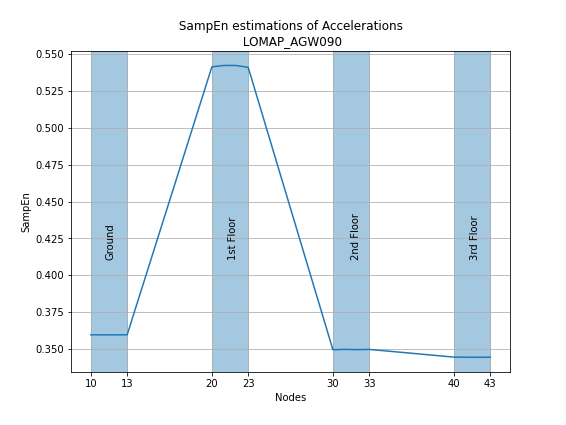 SampEn estimations of Accelerations
LOMAP_AGW090
0.550
0.525
0.500
0.475
0.450
0.425
0.400
0.375
0.350
SampEn
Ground
1st Floor
2nd Floor
3rd Floor
10 13 20 23 30 33 40 43
Nodes